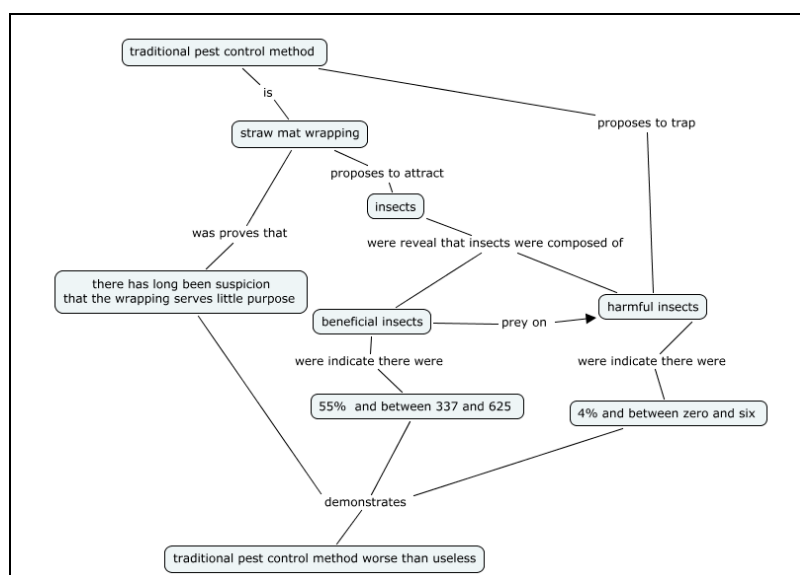 traditional pest control method
is
proposes to trap
straw mat wrapping
proposes to attract
insects
was proves that
were reveal that insects were composed of
there has long been suspicion
that the wrapping serves little purpose
harmful insects
beneficial insects
prey on
were indicate there were
were indicate there were
55% and between 337 and 625
4% and between zero and six
demonstrates
traditional pest control method worse than useless